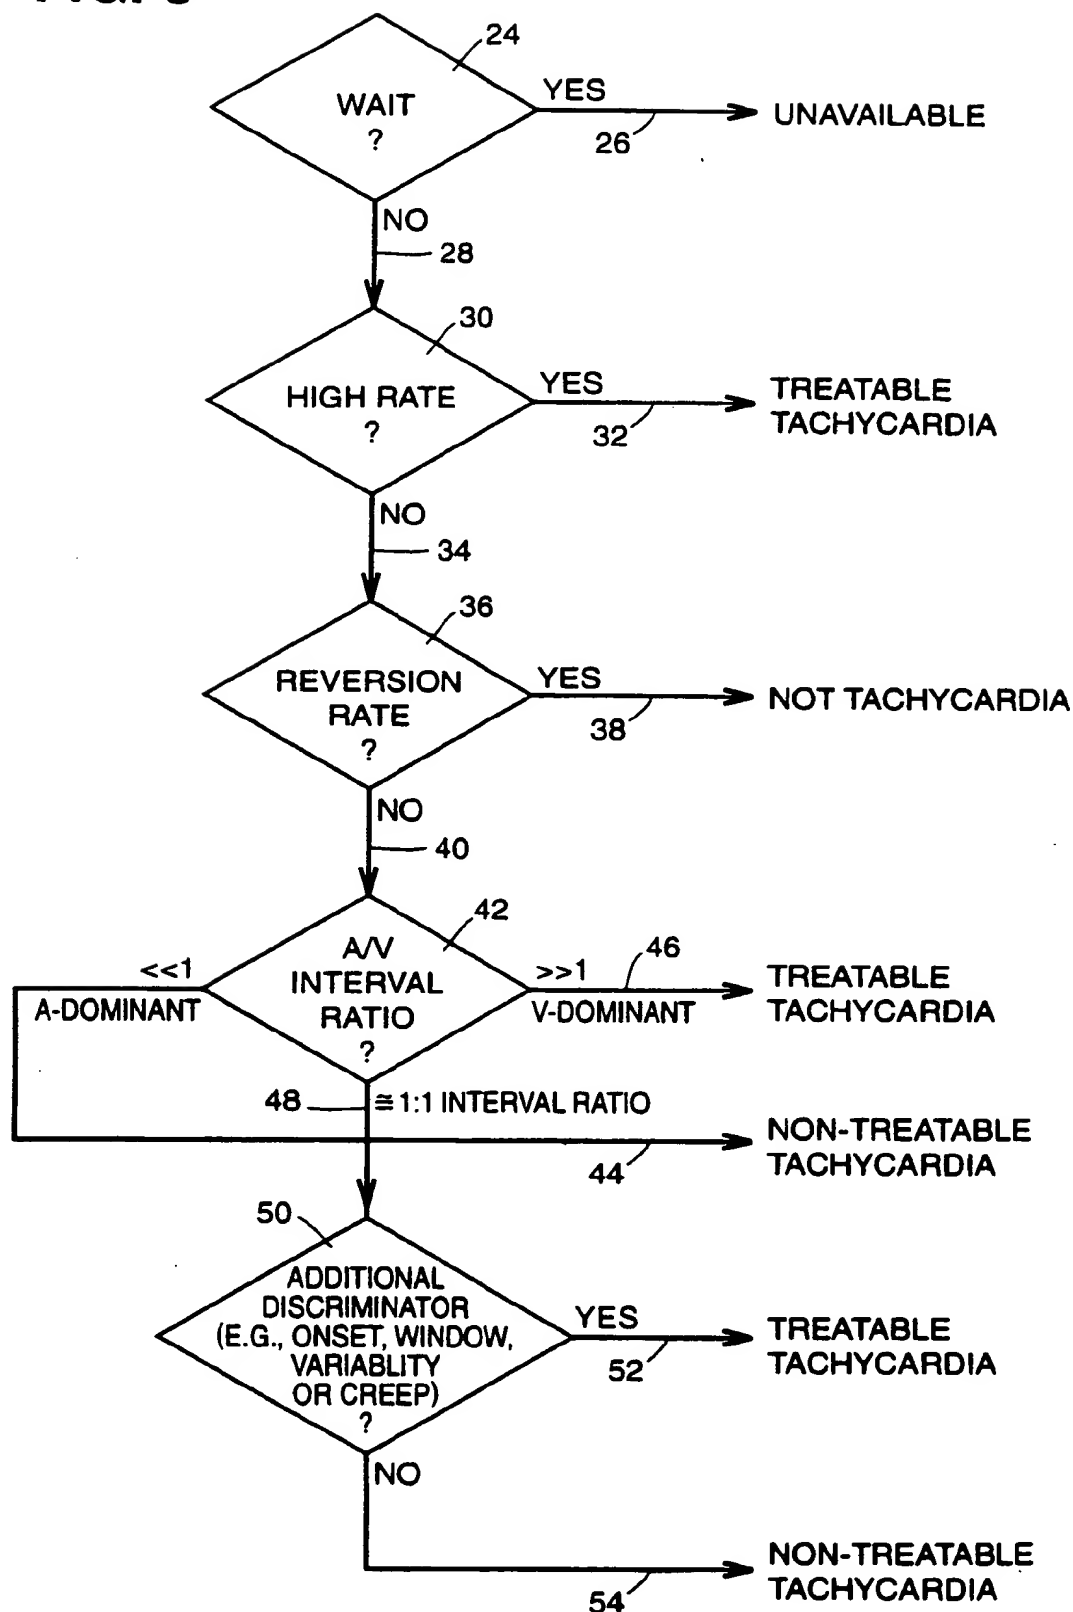 24
WAIT
?
YES
26
UNAVAILABLE
NO
28
30
HIGH RATE
?
YES
32
TREATABLE
TACHYCARDIA
NO
34
36
REVERSION
RATE
?
YES
38
NOT TACHYCARDIA
NO
40
42
A/V
INTERVAL
RATIO
?
<<1
A-DOMINANT
>>1
V-DOMINANT
46
TREATABLE
TACHYCARDIA
48
≅ 1:1 INTERVAL RATIO
44
NON-TREATABLE
TACHYCARDIA
50
ADDITIONAL
DISCRIMINATOR
(E.G., ONSET, WINDOW,
VARIABLITY
OR CREEP)
?
YES
52
TREATABLE
TACHYCARDIA
NO
54
NON-TREATABLE
TACHYCARDIA